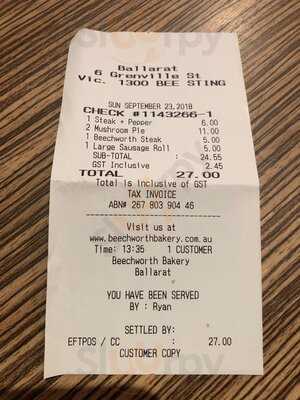 Ballarat
6 Grenville St
Vic. 1300 BEE STING
SUN SEPTEMBER 23,2018
CHECK #1143266-1
1 Steak + Pepper 6.00
2 Mushroom Pie 11.00
1 Beechworth Steak 5.00
1 Large Sausage Roll 5.00
SUB-TOTAL : 24.55
GST Inclusive 2.45
TOTAL 27.00
Total is inclusive of GST
TAX INVOICE
ABN# 267 803 904 46
Visit us at
www.beechworthbakery.com.au
Time: 13:35 1 CUSTOMER
Beechworth Bakery
Ballarat
YOU HAVE BEEN SERVED
BY : Ryan
SETTLED BY:
EFTPOS / CC : 27.00
CUSTOMER COPY